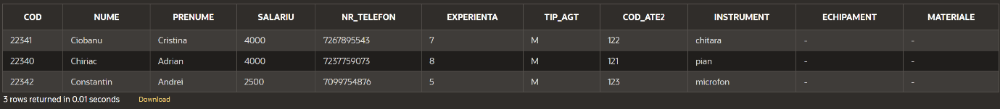 COD NUME PRENUME SALARIU NR_TELEFON EXPERIENTA TIP_AGT COD_ATE2 INSTRUMENT ECHIPAMENT MATERIALE
22341 Ciobanu Cristina 4000 7267895543 7 M 122 chitara - -
22340 Chiriac Adrian 4000 7237759073 8 M 121 pian - -
22342 Constantin Andrei 2500 7099754876 5 M 123 microfon - -
3 rows returned in 0.01 seconds Download